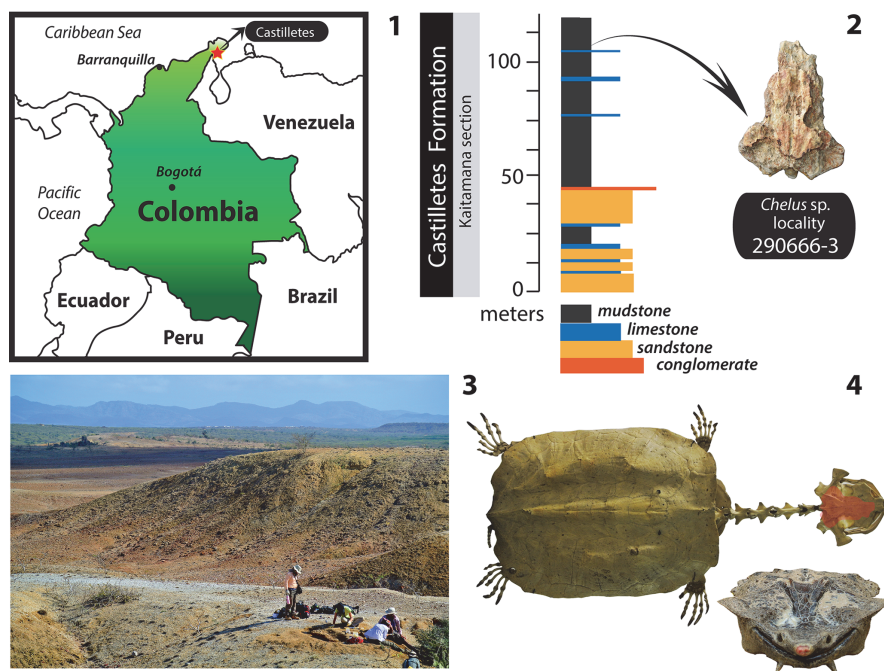 1
Caribbean Sea
Castilletes
Barranquilla
Venezuela
Pacific
Ocean
Bogotá
Colombia
Ecuador
Brazil
Peru
2
Castilletes Formation
Kaitamana section
100
50
0
meters
Chelus sp.
locality
290666-3
mudstone
limestone
sandstone
conglomerate
3
4